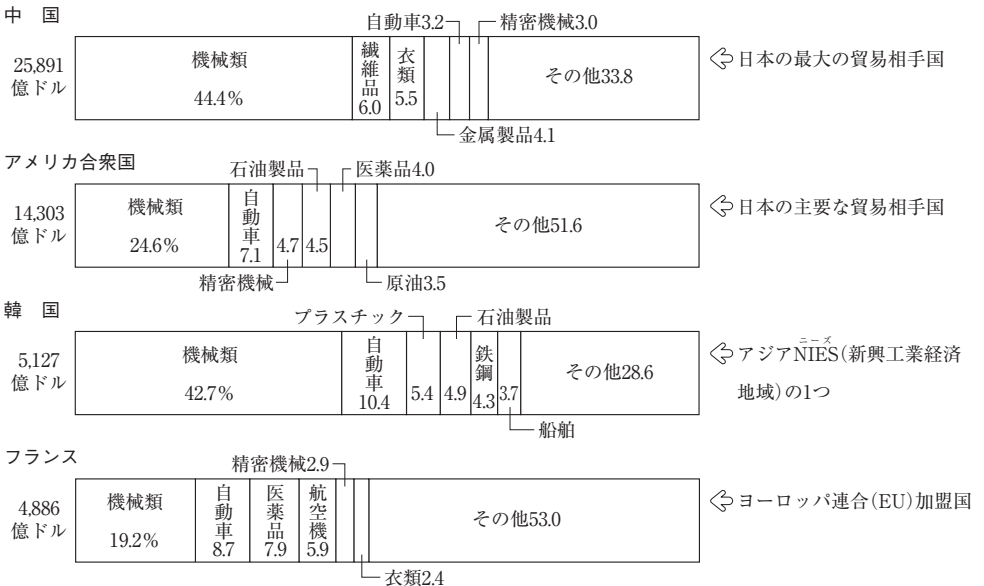 中　国
自動車3.2
精密機械3.0
25,891
億ドル
機械類
44.4%
繊維品
6.0
衣類
5.5
その他33.8
金属製品4.1
⇦日本の最大の貿易相手国
アメリカ合衆国
石油製品
医薬品4.0
14,303
億ドル
機械類
24.6%
自動車
7.1
4.7
4.5
その他51.6
精密機械
原油3.5
⇦日本の主要な貿易相手国
韓　国
プラスチック
石油製品
5,127
億ドル
機械類
42.7%
自動車
10.4
5.4
4.9
鉄鋼
4.3
3.7
その他28.6
船舶
ニーズ
⇦アジアNIES(新興工業経済
地域)の1つ
フランス
精密機械2.9
4,886
億ドル
機械類
19.2%
自動車
8.7
医薬品
7.9
航空機
5.9
その他53.0
衣類2.4
⇦ヨーロッパ連合(EU)加盟国